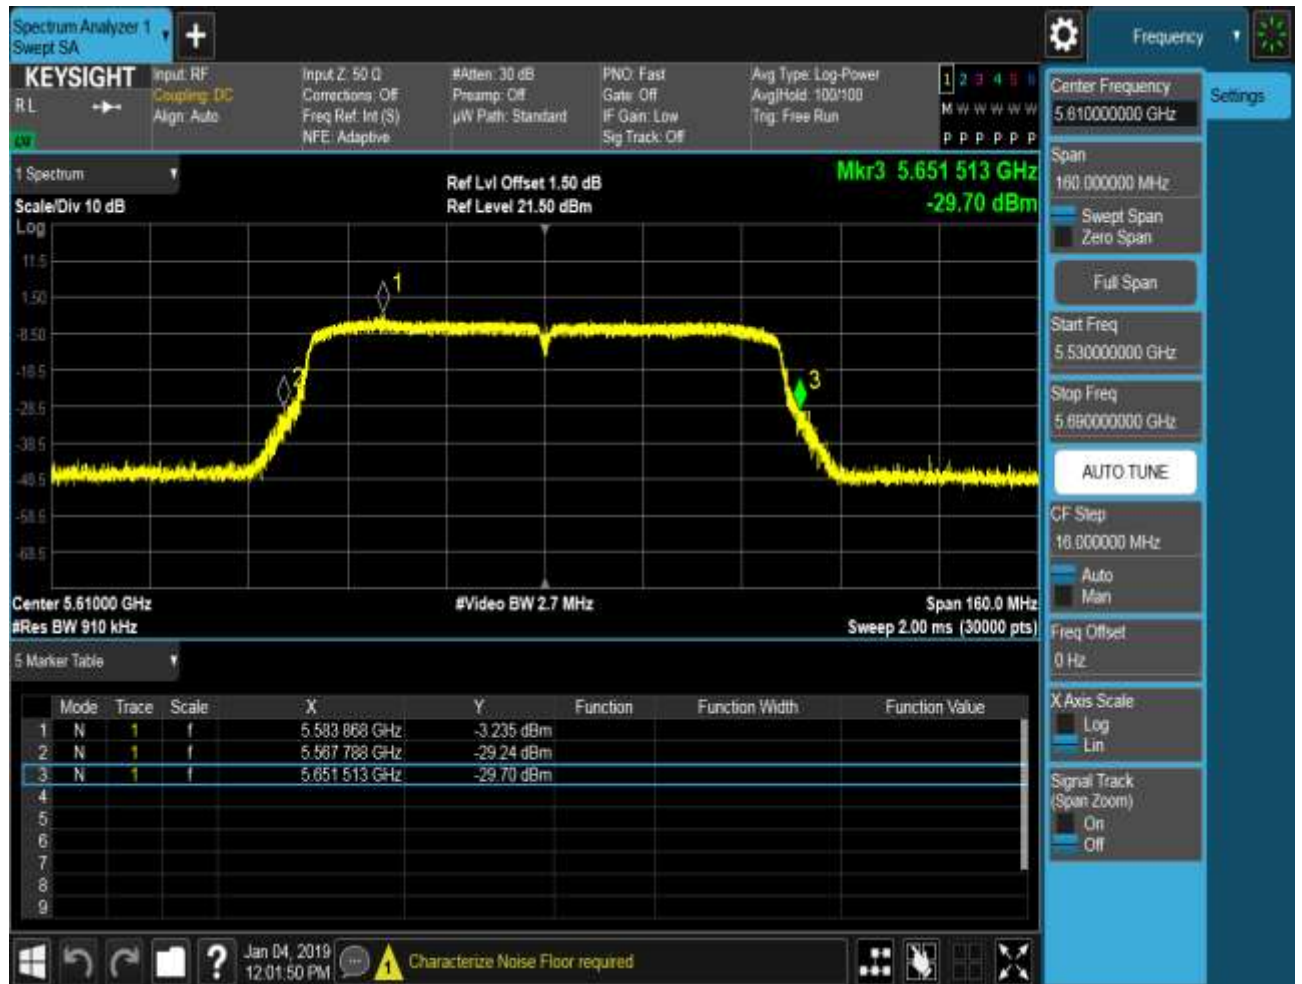 Spectrum Analyzer 1
Swept SA
Frequency
KEYSIGHT
RL
Input: RF
Coupling: DC
Align: Auto
Input Z: 50 Ω
Corrections: Off
Freq Ref: Int (S)
NFE: Adaptive
#Atten: 30 dB
Preamp: Off
µW Path: Standard
PNO: Fast
Gate: Off
IF Gain: Low
Sig Track: Off
Avg Type: Log-Power
Avg|Hold: 100/100
Trig: Free Run
1 2 3 4 5 6
M W W W W W
P P P P P P
1 Spectrum
Scale/Div 10 dB
Ref Lvl Offset 1.50 dB
Ref Level 21.50 dBm
Mkr3 5.651 513 GHz
-29.70 dBm
Log
11.5
1.50
-8.50
-18.5
-28.5
-38.5
-48.5
-58.5
-68.5
1
2
3
Center 5.61000 GHz
#Video BW 2.7 MHz
Span 160.0 MHz
#Res BW 910 kHz
Sweep 2.00 ms (30000 pts)
5 Marker Table
Mode Trace Scale X Y Function Function Width Function Value
1 N 1 f 5.583 868 GHz -3.235 dBm
2 N 1 f 5.567 788 GHz -29.24 dBm
3 N 1 f 5.651 513 GHz -29.70 dBm
4
5
6
7
8
9
Center Frequency
5.610000000 GHz
Settings
Span
160.000000 MHz
Swept Span
Zero Span
Full Span
Start Freq
5.530000000 GHz
Stop Freq
5.690000000 GHz
AUTO TUNE
CF Step
16.000000 MHz
Auto
Man
Freq Offset
0 Hz
X Axis Scale
Log
Lin
Signal Track
(Span Zoom)
On
Off
?
Jan 04, 2019
12:01:50 PM
1
Characterize Noise Floor required